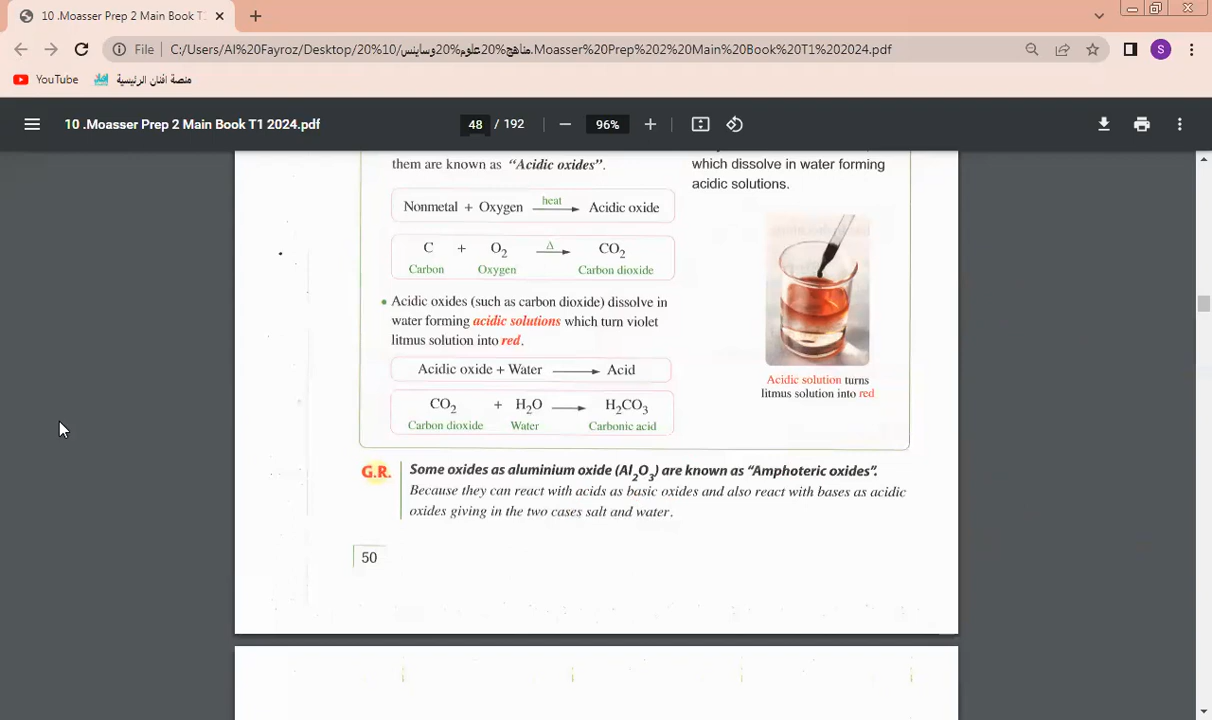 10 .Moasser Prep 2 Main Book T1
File
C:/Users/Al%20Fayroz/Desktop/20%10/مناهج%20علوم%20وساينس.Moasser%20Prep%202%20Main%20Book%20T1%202024.pdf
S
YouTube
منصة أفنان الرئيسية
10 .Moasser Prep 2 Main Book T1 2024.pdf
48 / 192
96%
them are known as “Acidic oxides”.
which dissolve in water forming
acidic solutions.
Nonmetal + Oxygen heat Acidic oxide
C + O2 Δ CO2
Carbon Oxygen Carbon dioxide
• Acidic oxides (such as carbon dioxide) dissolve in
water forming acidic solutions which turn violet
litmus solution into red.
Acidic oxide + Water Acid
CO2 + H2O H2CO3
Carbon dioxide Water Carbonic acid
Acidic solution turns
litmus solution into red
G.R.
Some oxides as aluminium oxide (Al2O3) are known as “Amphoteric oxides”.
Because they can react with acids as basic oxides and also react with bases as acidic
oxides giving in the two cases salt and water.
50